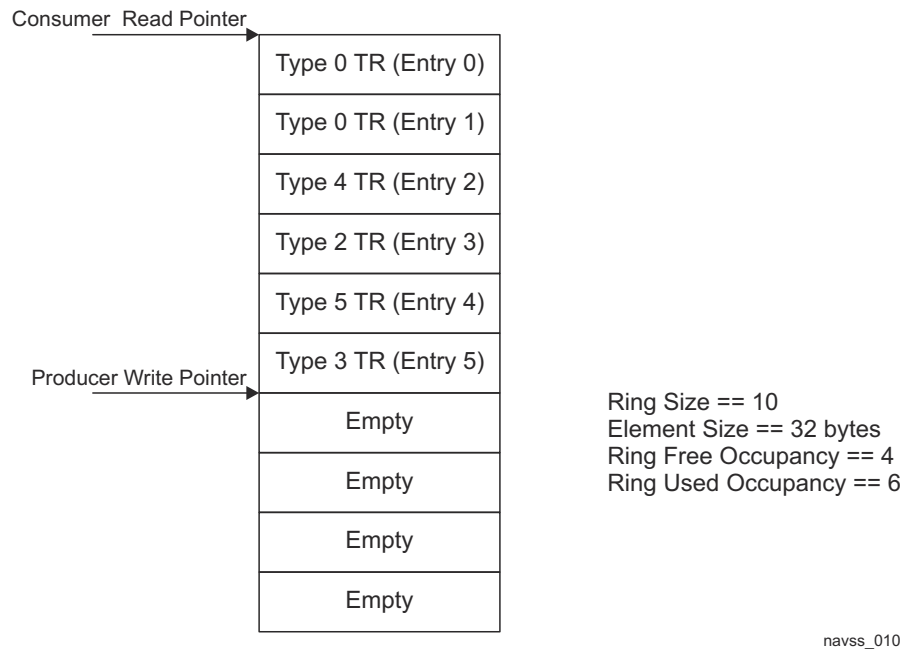 Consumer Read Pointer
Type 0 TR (Entry 0)
Type 0 TR (Entry 1)
Type 4 TR (Entry 2)
Type 2 TR (Entry 3)
Type 5 TR (Entry 4)
Type 3 TR (Entry 5)
Producer Write Pointer
Empty
Empty
Empty
Empty
Ring Size == 10
Element Size == 32 bytes
Ring Free Occupancy == 4
Ring Used Occupancy == 6
navss_010